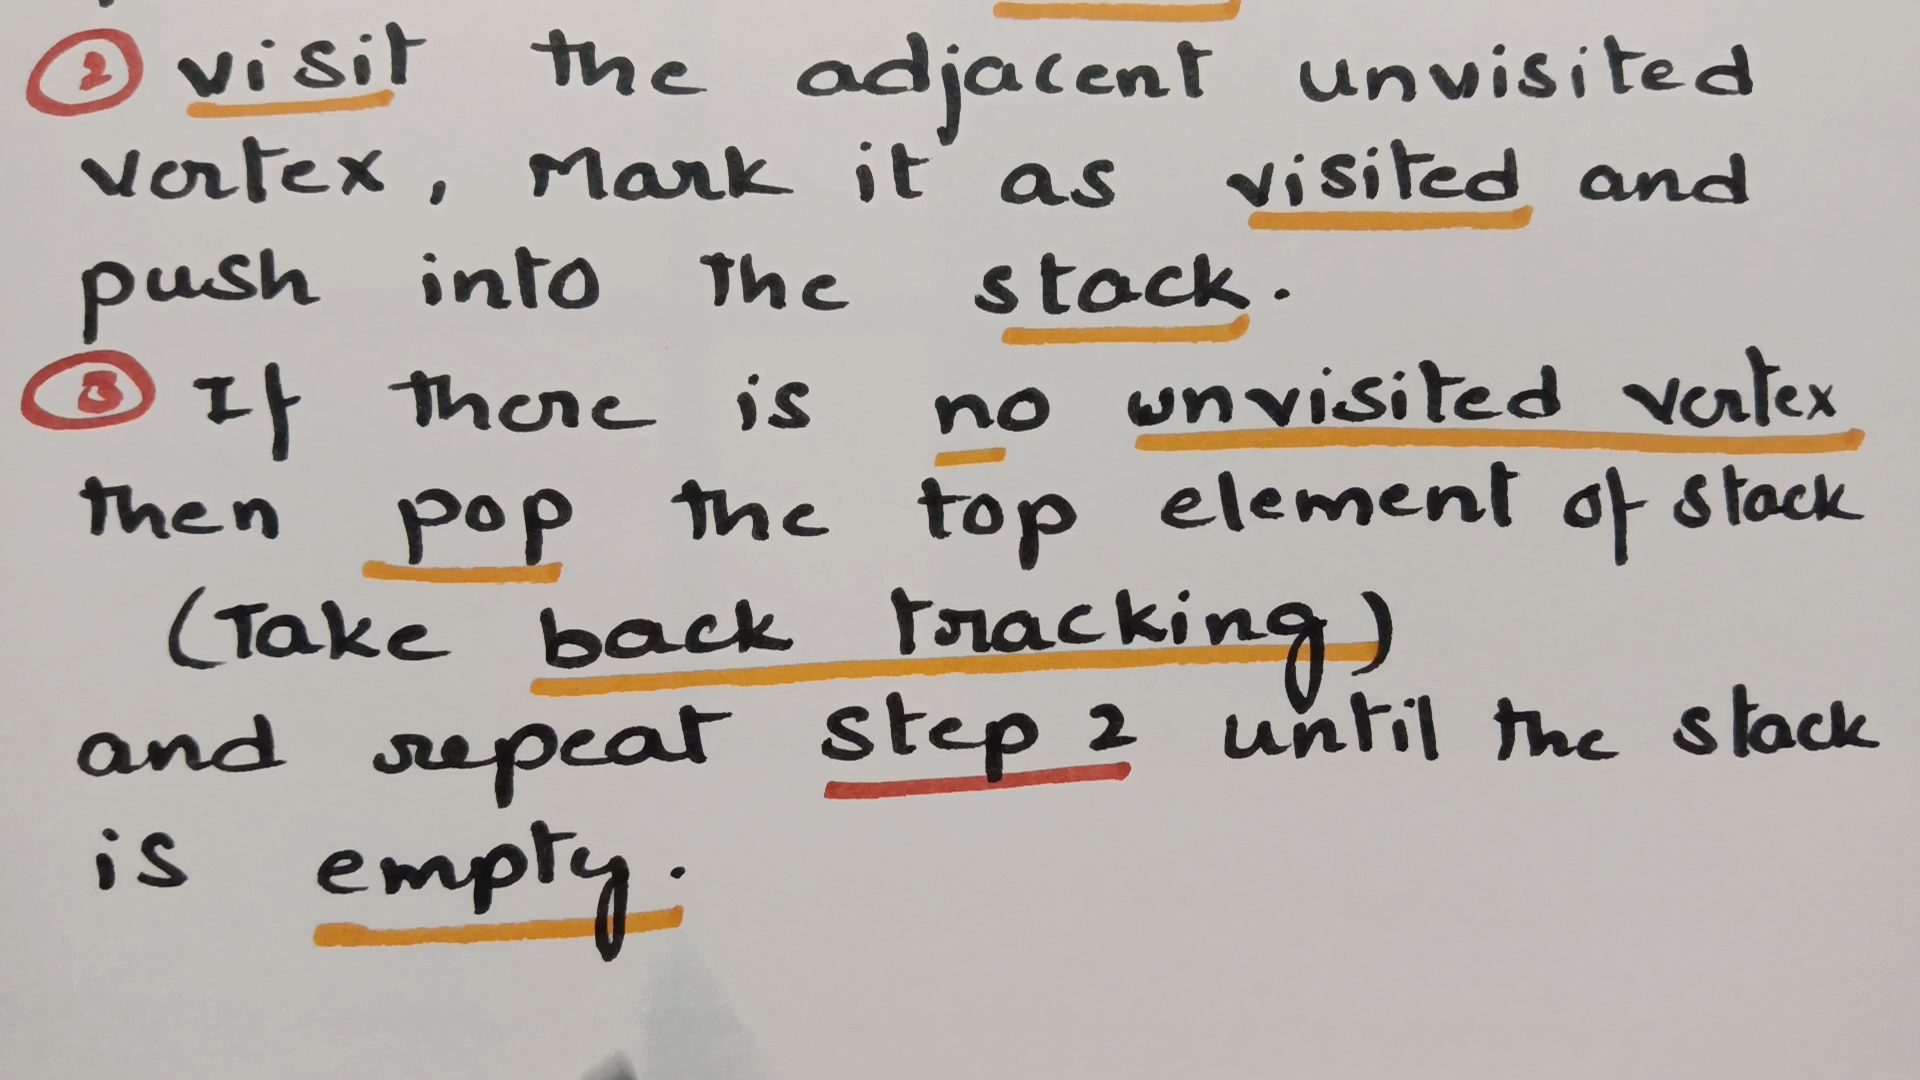 2 visit the adjacent unvisited
vertex, Mark it as visited and
push into the stack.
3 If there is no unvisited vertex
then pop the top element of stack
(Take back tracking)
and repeat step 2 until the stack
is empty.